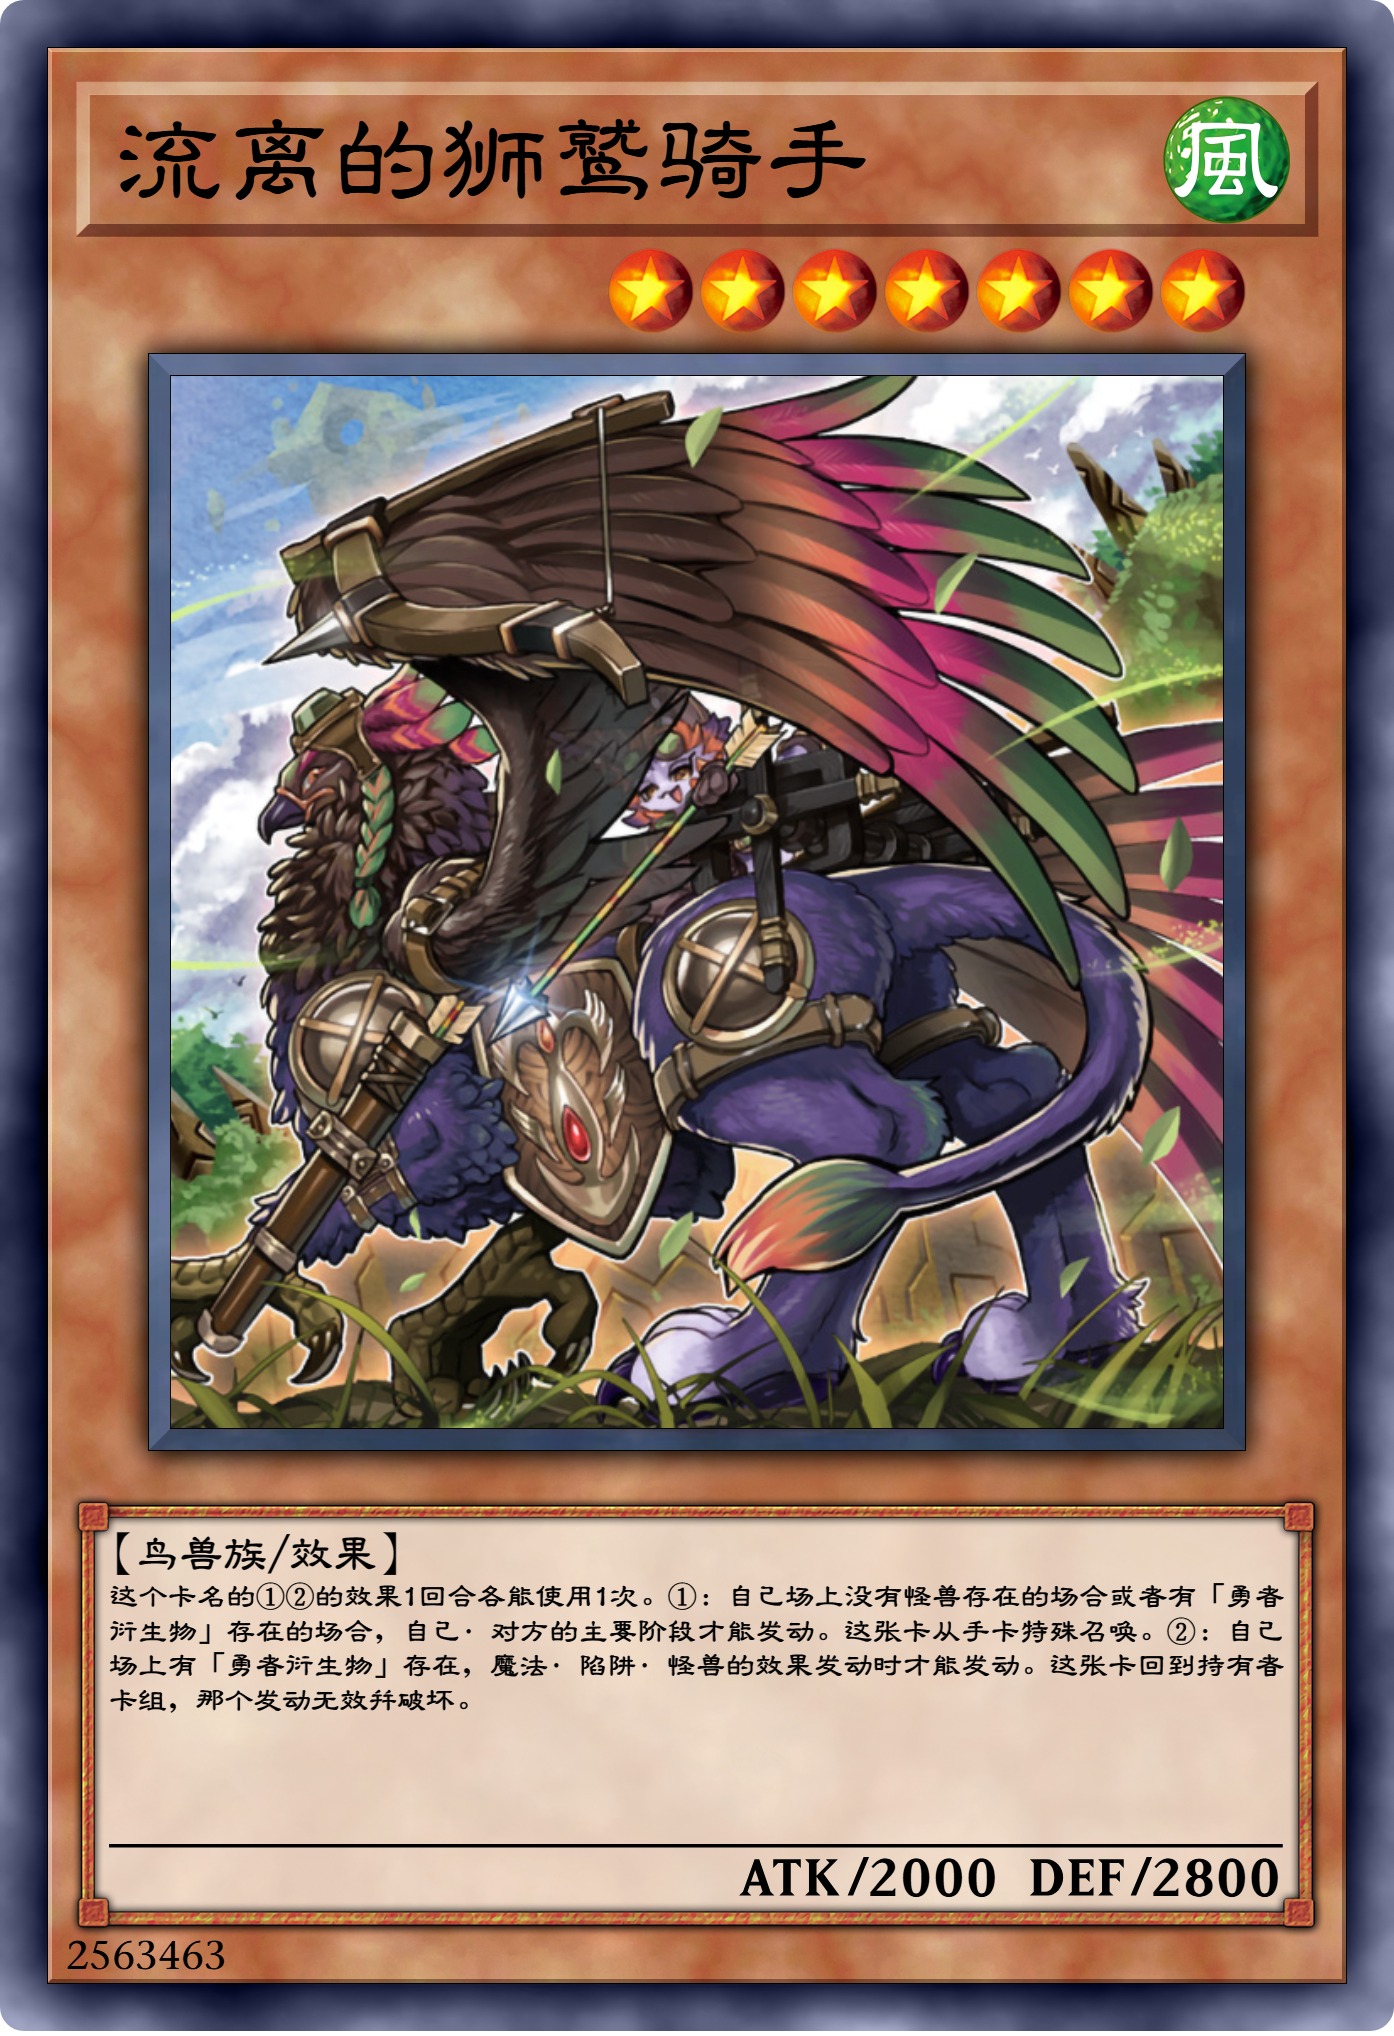 流离的狮鹫骑手
風
【鸟兽族/效果】
这个卡名的①②的效果1回合各能使用1次。①：自己场上没有怪兽存在的场合或者有「勇者
衍生物」存在的场合，自己·对方的主要阶段才能发动。这张卡从手卡特殊召唤。②：自己
场上有「勇者衍生物」存在，魔法·陷阱·怪兽的效果发动时才能发动。这张卡回到持有者
卡组，那个发动无效并破坏。
ATK/2000 DEF/2800
2563463